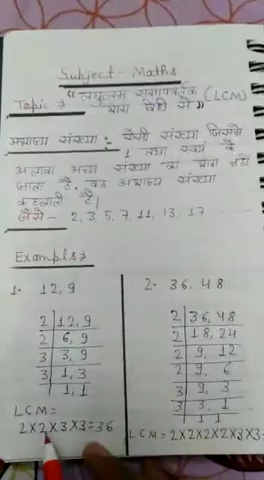 Subject - Maths
Topic → "लघुत्तम समापवर्तक (LCM)
भाग विधि से"
अभाज्य संख्या :- वैसी संख्या जिसके
1 तथा स्वयं के
अलावा अन्य संख्या से भाग नहीं
जाता है. वह अभाज्य संख्या
कहलाती है|
जैसे- 2, 3, 5, 7, 11, 13, 17
Exampls →
1. 12, 9
2 | 12, 9
2 | 6, 9
3 | 3, 9
3 | 1, 3
1, 1
LCM =
2×2×3×3=36
2. 36, 48
2 | 36, 48
2 | 18, 24
2 | 9, 12
2 | 9, 6
3 | 9, 3
3 | 3, 1
1 1
LCM = 2×2×2×2×3×3=